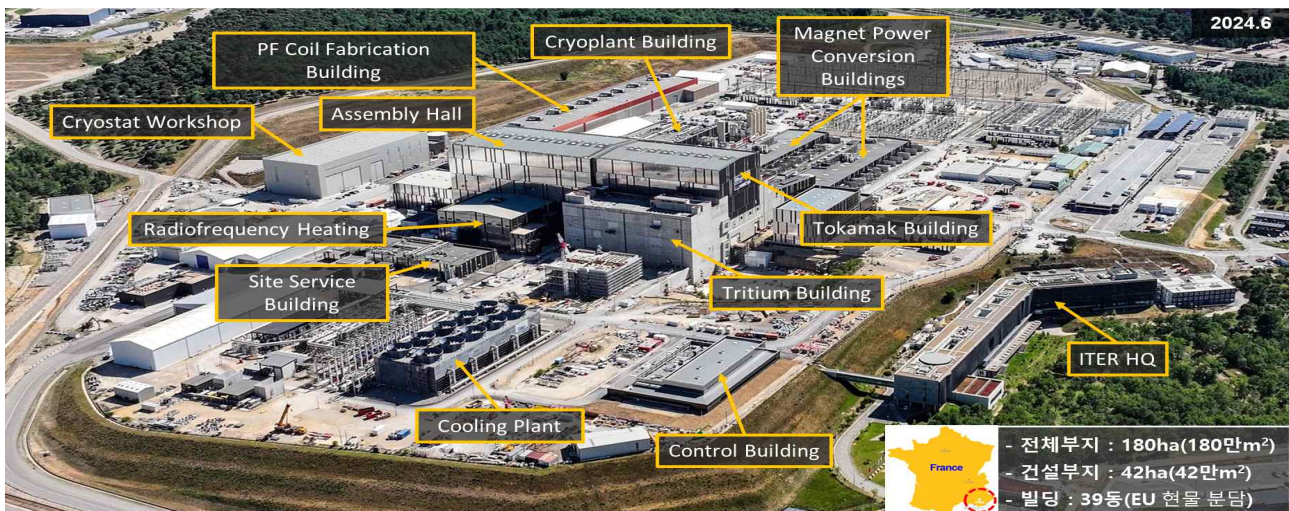 2024.6
PF Coil Fabrication
Building
Cryoplant Building
Magnet Power
Conversion
Buildings
Cryostat Workshop
Assembly Hall
Radiofrequency Heating
Tokamak Building
Site Service
Building
Tritium Building
ITER HQ
Cooling Plant
Control Building
France
- 전체부지 : 180ha(180만m²)
- 건설부지 : 42ha(42만m²)
- 빌딩 : 39동(EU 현물 분담)